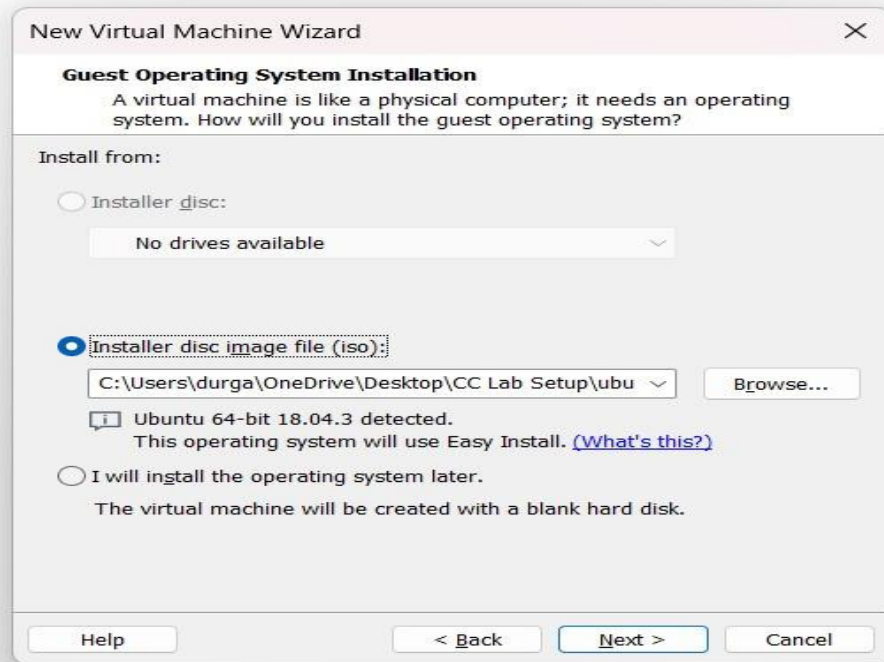 New Virtual Machine Wizard
Guest Operating System Installation
A virtual machine is like a physical computer; it needs an operating
system. How will you install the guest operating system?
Install from:
Installer disc:
No drives available
Installer disc image file (iso):
C:\Users\durga\OneDrive\Desktop\CC Lab Setup\ubu
Browse...
Ubuntu 64-bit 18.04.3 detected.
This operating system will use Easy Install. (What's this?)
I will install the operating system later.
The virtual machine will be created with a blank hard disk.
Help
< Back
Next >
Cancel